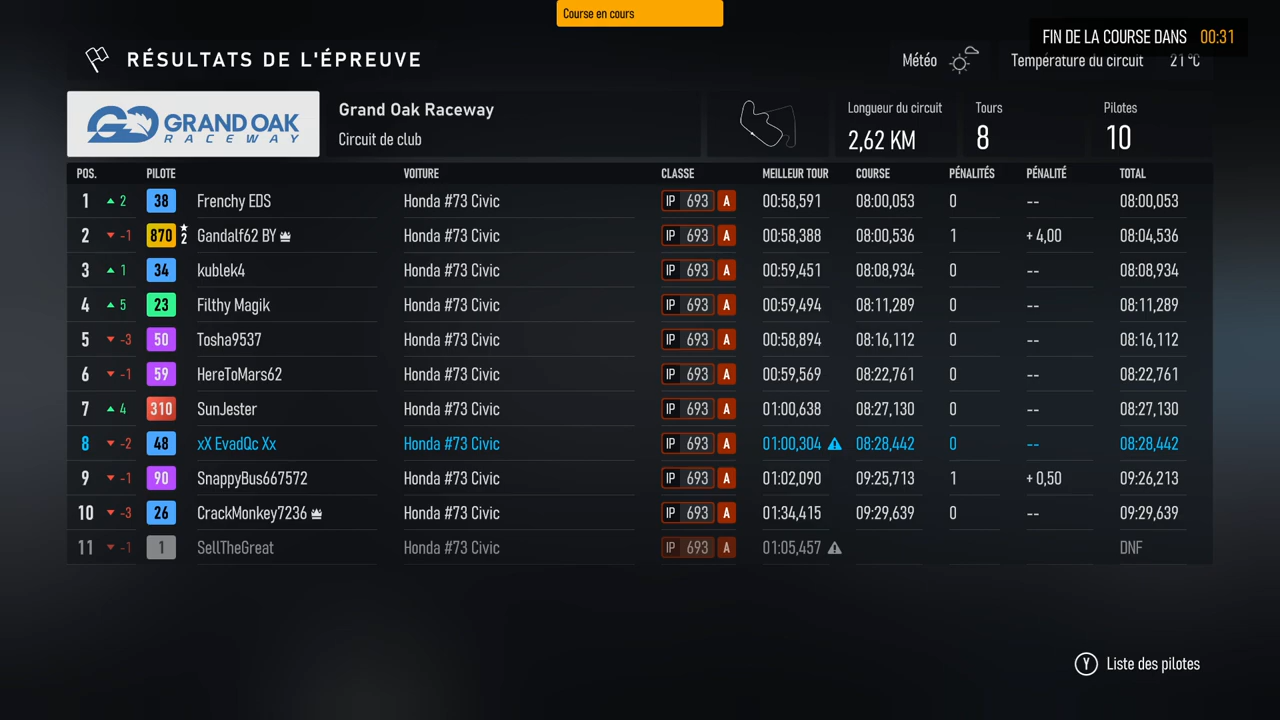 Course en cours
FIN DE LA COURSE DANS 00:31
RÉSULTATS DE L'ÉPREUVE
Météo Température du circuit 21 °C
GRAND OAK
RACEWAY
Grand Oak Raceway
Circuit de club
Longueur du circuit Tours Pilotes
2,62 KM 8 10
POS. PILOTE VOITURE CLASSE MEILLEUR TOUR COURSE PÉNALITÉS PÉNALITÉ TOTAL
1 2 38 Frenchy EDS Honda #73 Civic IP 693 A 00:58,591 08:00,053 0 -- 08:00,053
2 -1 870 2 Gandalf62 BY Honda #73 Civic IP 693 A 00:58,388 08:00,536 1 + 4,00 08:04,536
3 1 34 kublek4 Honda #73 Civic IP 693 A 00:59,451 08:08,934 0 -- 08:08,934
4 5 23 Filthy Magik Honda #73 Civic IP 693 A 00:59,494 08:11,289 0 -- 08:11,289
5 -3 50 Tosha9537 Honda #73 Civic IP 693 A 00:58,894 08:16,112 0 -- 08:16,112
6 -1 59 HereToMars62 Honda #73 Civic IP 693 A 00:59,569 08:22,761 0 -- 08:22,761
7 4 310 SunJester Honda #73 Civic IP 693 A 01:00,638 08:27,130 0 -- 08:27,130
8 -2 48 xX EvadQc Xx Honda #73 Civic IP 693 A 01:00,304 08:28,442 0 -- 08:28,442
9 -1 90 SnappyBus667572 Honda #73 Civic IP 693 A 01:02,090 09:25,713 1 + 0,50 09:26,213
10 -3 26 CrackMonkey7236 Honda #73 Civic IP 693 A 01:34,415 09:29,639 0 -- 09:29,639
11 -1 1 SellTheGreat Honda #73 Civic IP 693 A 01:05,457 DNF
Y Liste des pilotes